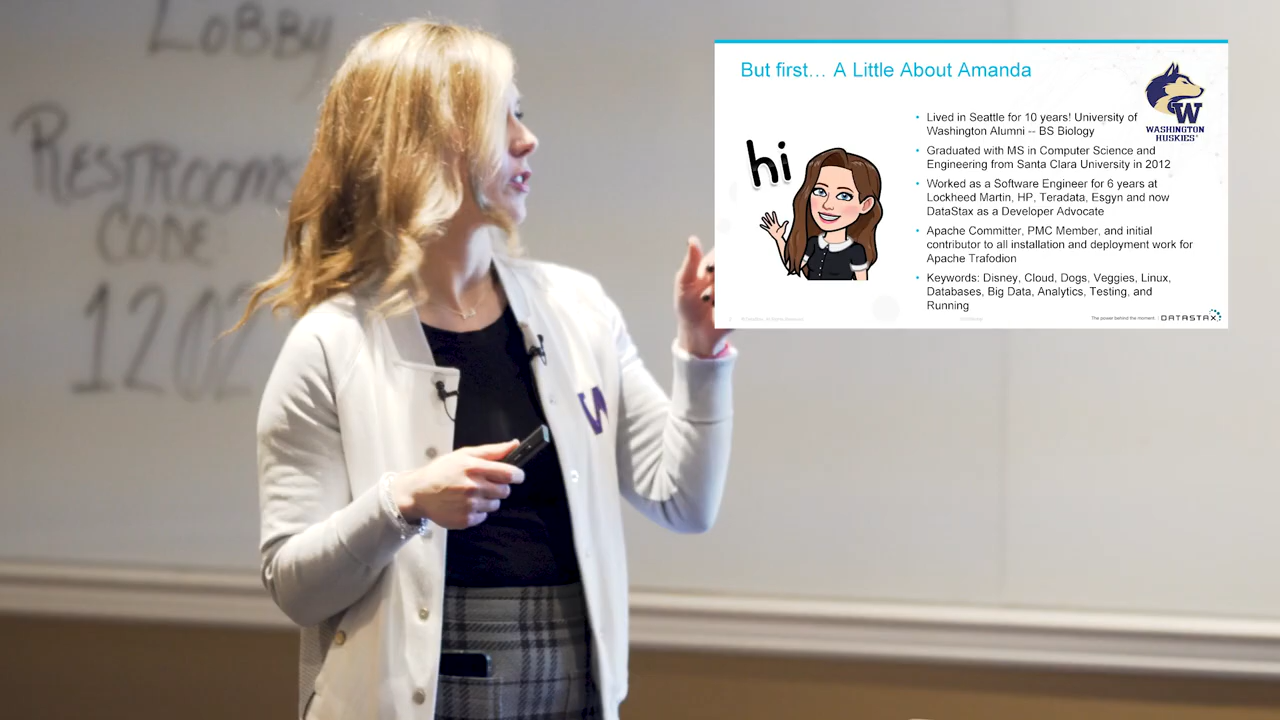 LOBBY
RESTROOMS
CODE
1202
W
But first… A Little About Amanda
W
WASHINGTON
HUSKIES
hi
• Lived in Seattle for 10 years! University of
Washington Alumni -- BS Biology
• Graduated with MS in Computer Science and
Engineering from Santa Clara University in 2012
• Worked as a Software Engineer for 6 years at
Lockheed Martin, HP, Teradata, Esgyn and now
DataStax as a Developer Advocate
• Apache Committer, PMC Member, and initial
contributor to all installation and deployment work for
Apache Trafodion
• Keywords: Disney, Cloud, Dogs, Veggies, Linux,
Databases, Big Data, Analytics, Testing, and
Running
The power behind the moment. DATASTAX